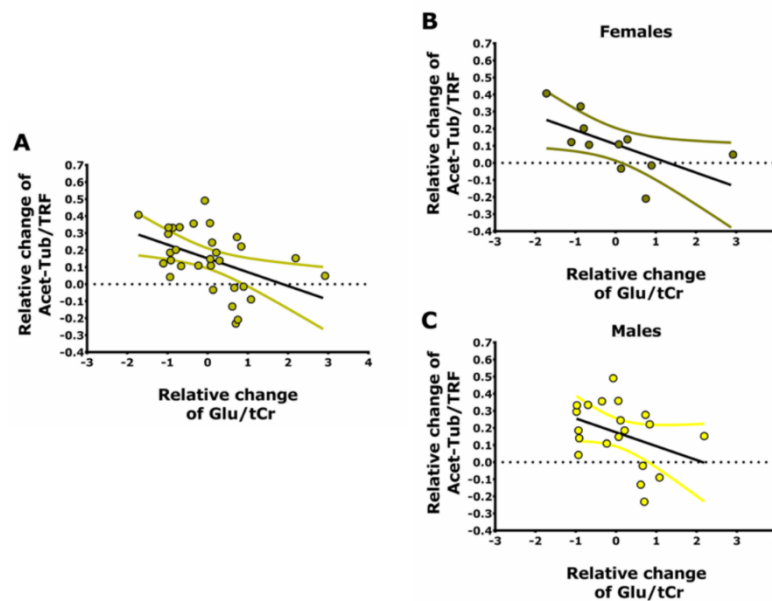 A
Relative change of
Acet-Tub/TRF
0.7
0.6
0.5
0.4
0.3
0.2
0.1
0.0
0.1
0.2
0.3
0.4
-3 -2 -1 0 1 2 3 4
Relative change
of Glu/tCr
B
Females
Relative change of
Acet-Tub/TRF
0.7
0.6
0.5
0.4
0.3
0.2
0.1
0.0
-0.1
-0.2
-0.3
-0.4
-3 -2 -1 0 1 2 3
Relative change
of Glu/tCr
C
Males
Relative change of
Acet-Tub/TRF
0.7
0.6
0.5
0.4
0.3
0.2
0.1
0.0
0.1
0.2
0.3
0.4
-3 -2 -1 0 1 2 3
Relative change
of Glu/tCr